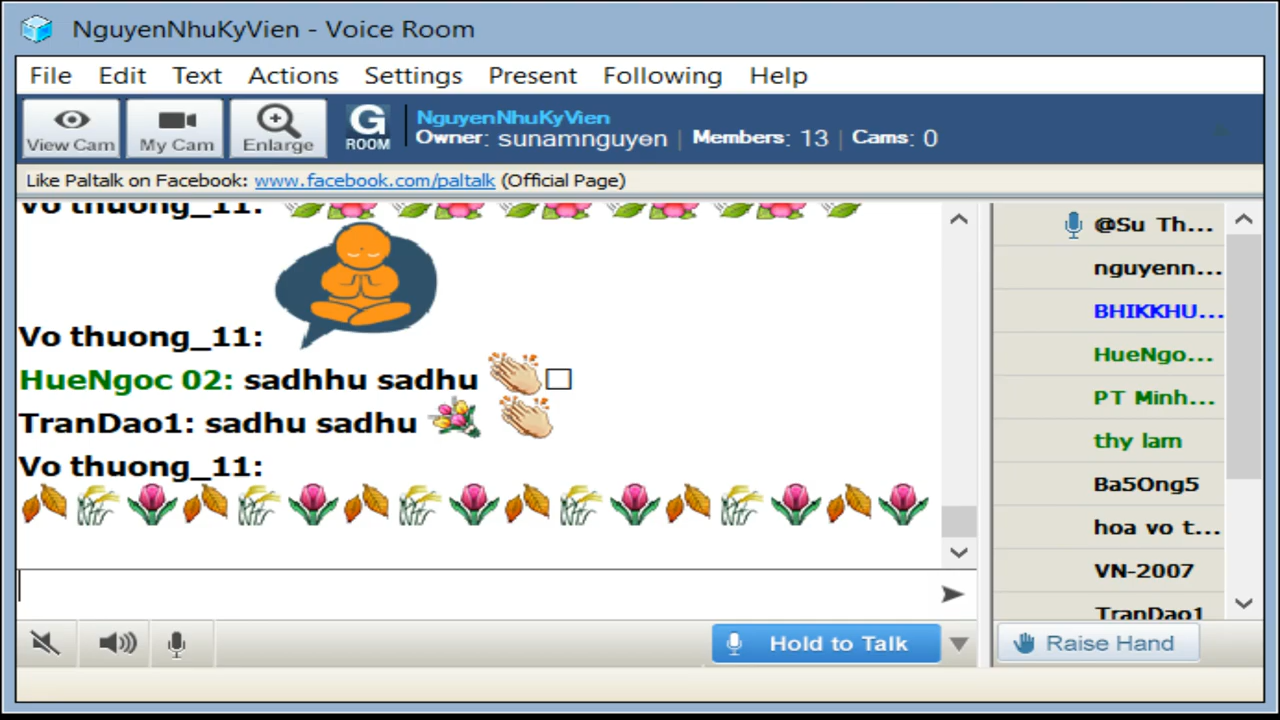 NguyenNhuKyVien - Voice Room
File Edit Text Actions Settings Present Following Help
View Cam
My Cam
Enlarge
G
ROOM
NguyenNhuKyVien
Owner: sunamnguyen | Members: 13 | Cams: 0
Like Paltalk on Facebook: www.facebook.com/paltalk (Official Page)
Vo thuong_11:
Vo thuong_11:
HueNgoc 02: sadhhu sadhu
TranDao1: sadhu sadhu
Vo thuong_11:
@Su Th...
nguyenn...
BHIKKHU...
HueNgo...
PT Minh...
thy lam
Ba5Ong5
hoa vo t...
VN-2007
TranDao1
Hold to Talk
Raise Hand